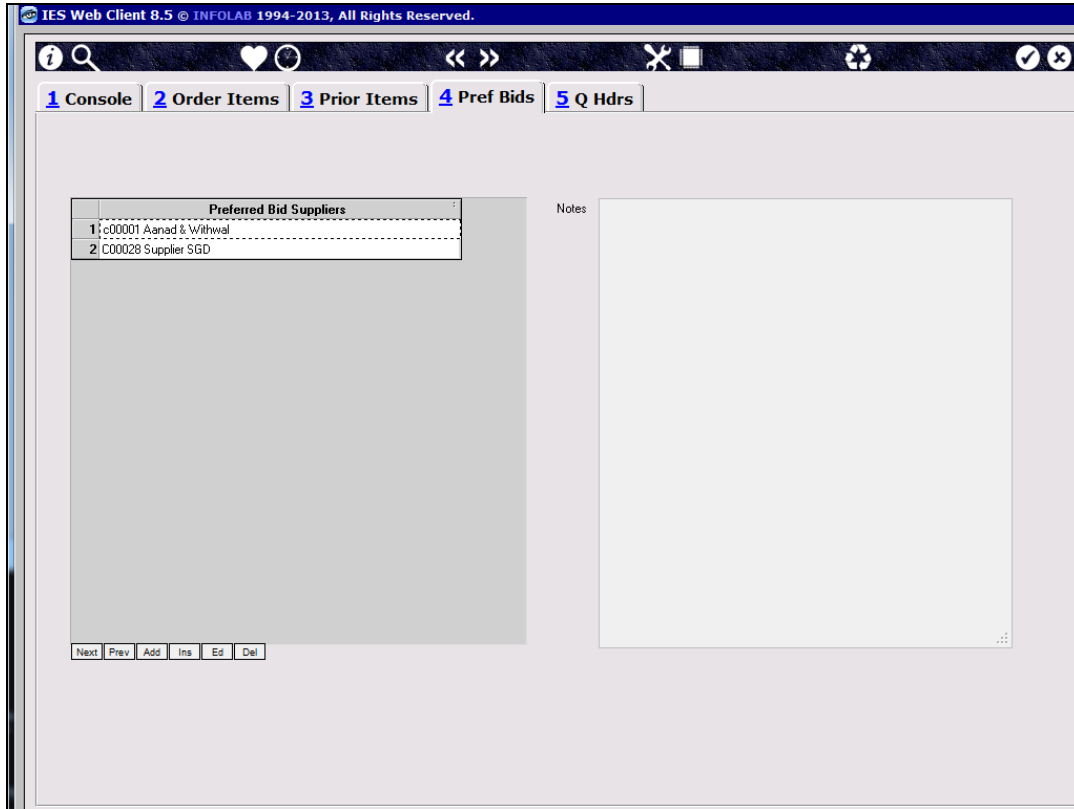 IES Web Client 8.5 © INFOLAB 1994-2013, All Rights Reserved.
1 Console 2 Order Items 3 Prior Items 4 Pref Bids 5 Q Hdrs
Preferred Bid Suppliers : Notes
1 c00001 Aanad & Withwal
2 C00028 Supplier SGD
Next Prev Add Ins Ed Del